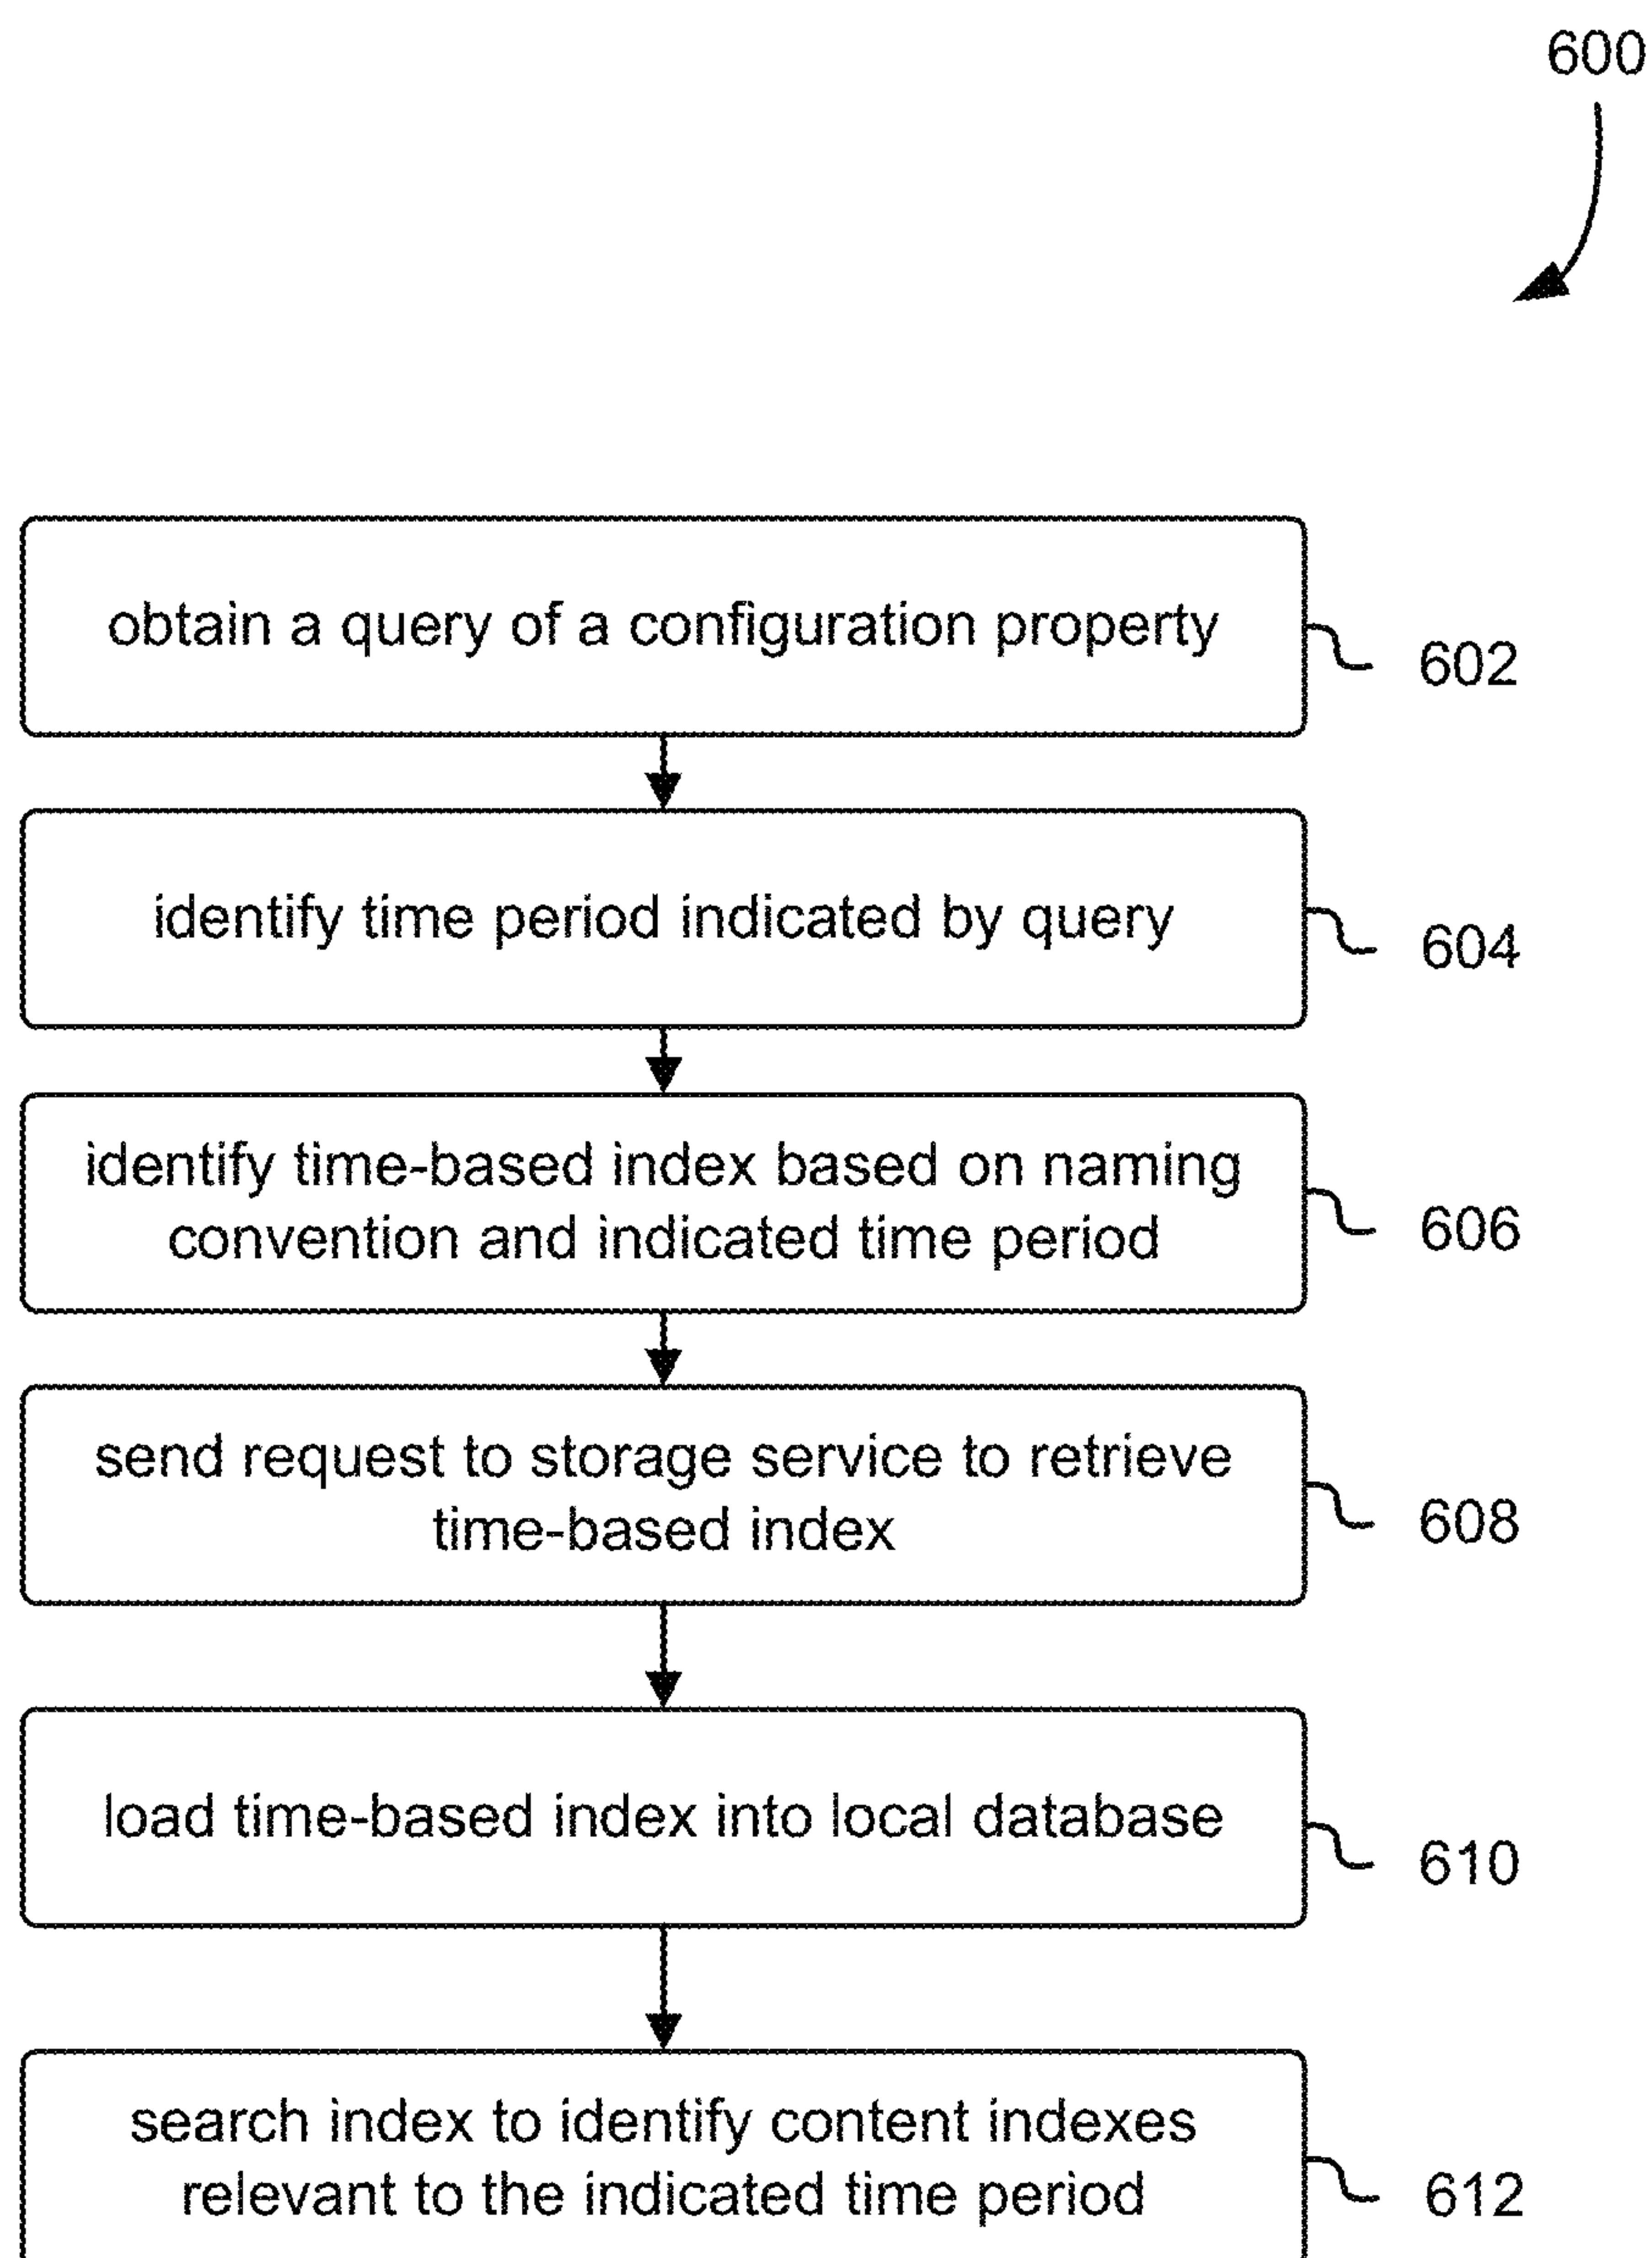 600
obtain a query of a configuration property
602
identify time period indicated by query
604
identify time-based index based on naming
convention and indicated time period
606
send request to storage service to retrieve
time-based index
608
load time-based index into local database
610
search index to identify content indexes
relevant to the indicated time period
612